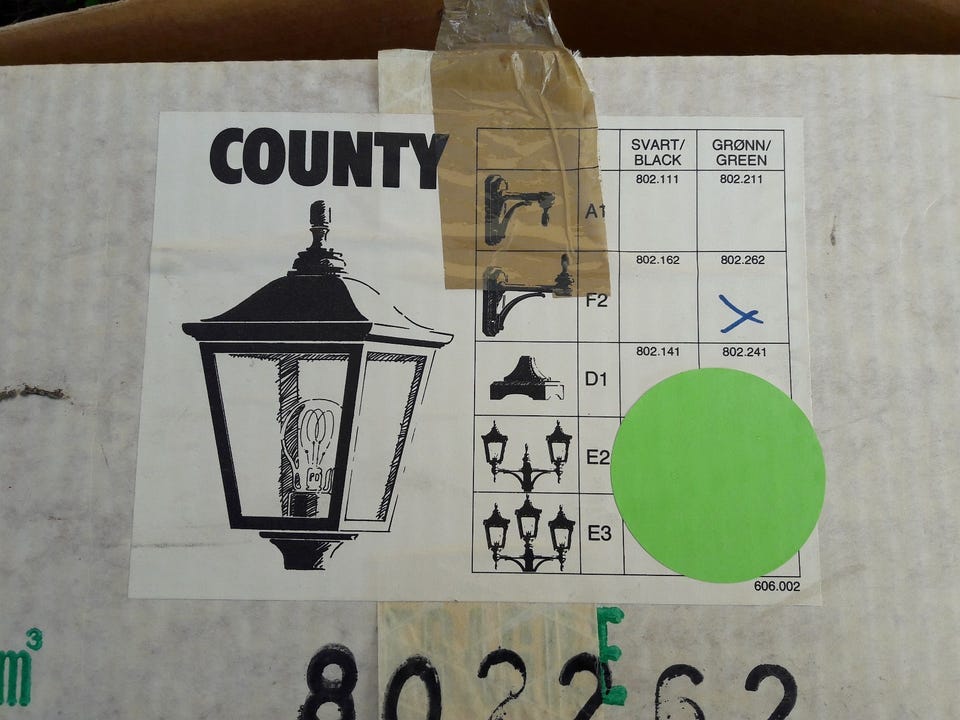 COUNTY
SVART/ GRØNN/
BLACK GREEN
802.111 802.211
A1
802.162 802.262
F2
802.141 802.241
D1
E2
E3
606.002
m³
E
802262